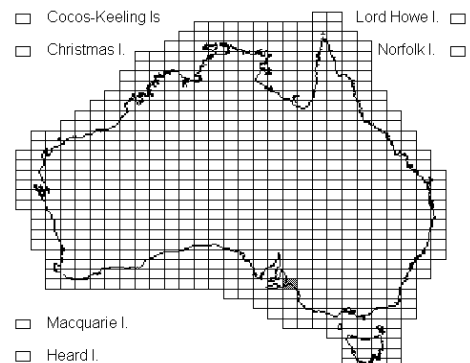 Cocos-Keeling Is
Lord Howe I.
Christmas I.
Norfolk I.
Macquarie I.
Heard I.